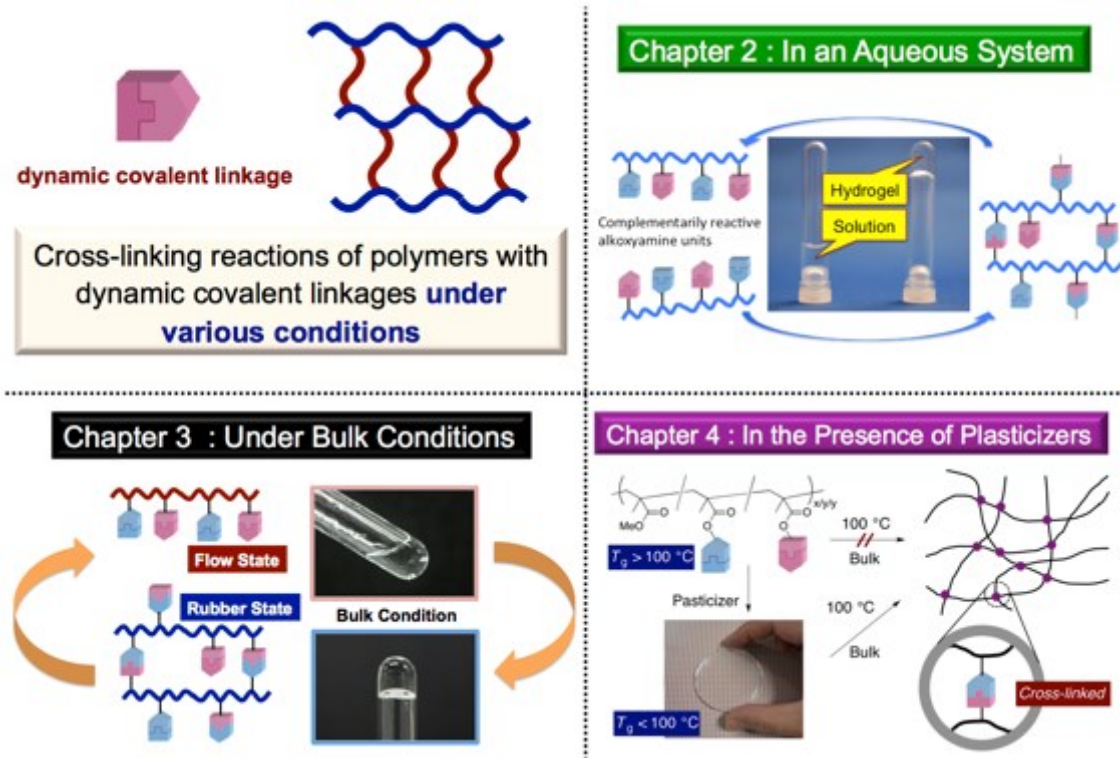 dynamic covalent linkage
Cross-linking reactions of polymers with
dynamic covalent linkages under
various conditions
Chapter 2 : In an Aqueous System
Hydrogel
Solution
Complementarily reactive
alkoxyamine units
Chapter 3 : Under Bulk Conditions
Flow State
Rubber State
Bulk Condition
Chapter 4 : In the Presence of Plasticizers
x/y/y
MeO
O
O
O
O
Tg > 100 °C
100 °C
Bulk
Pasticizer
100 °C
Bulk
Tg < 100 °C
Cross-linked